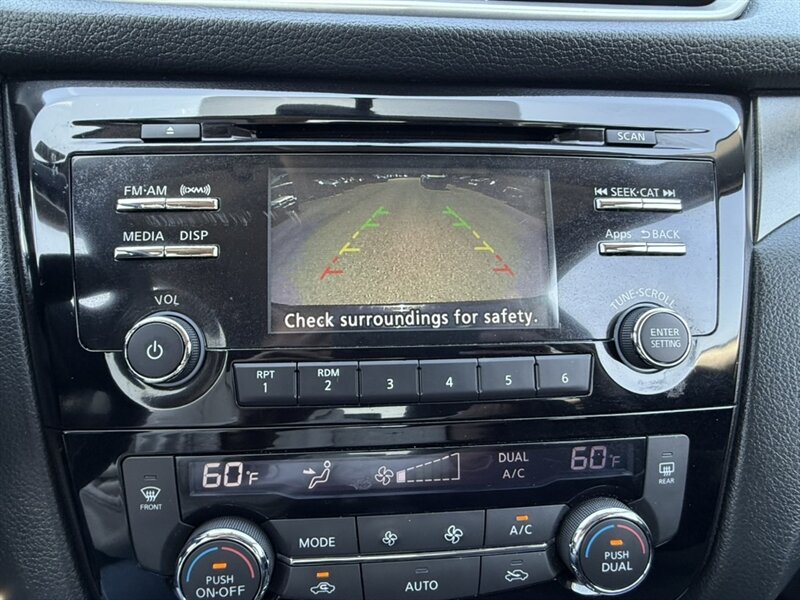 SCAN
FM·AM ((XM))
SEEK·CAT
MEDIA DISP
Apps BACK
VOL
TUNE·SCROLL
Check surroundings for safety.
ENTER
SETTING
RPT
1
RDM
2
3
4
5
6
60°F
DUAL
A/C
60°F
FRONT
REAR
MODE
A/C
PUSH
ON·OFF
AUTO
PUSH
DUAL